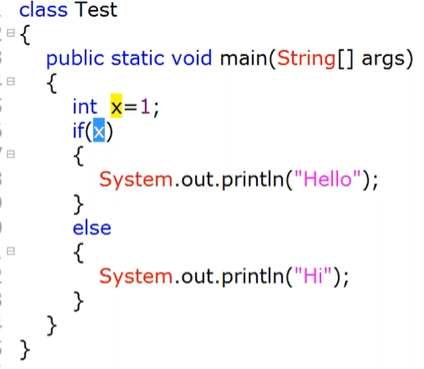 class Test
{
public static void main(String[] args)
{
int x=1;
if(x)
{
System.out.println("Hello");
}
else
{
System.out.println("Hi");
}
}
}